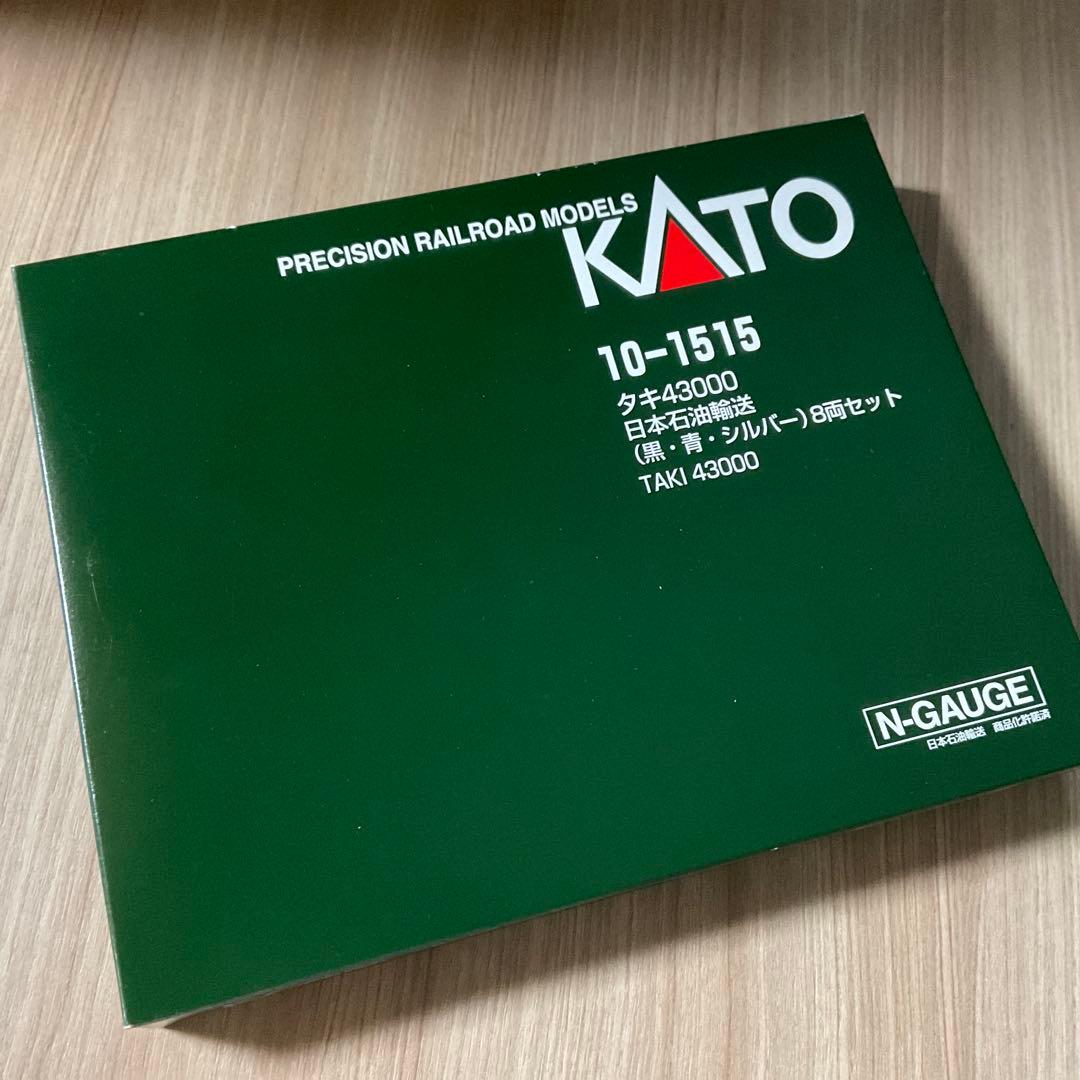 PRECISION RAILROAD MODELS
KATO
10-1515
タキ43000
日本石油輸送
(黒・青・シルバー)8両セット
TAKI 43000
N-GAUGE
日本石油輸送 商品化許諾済